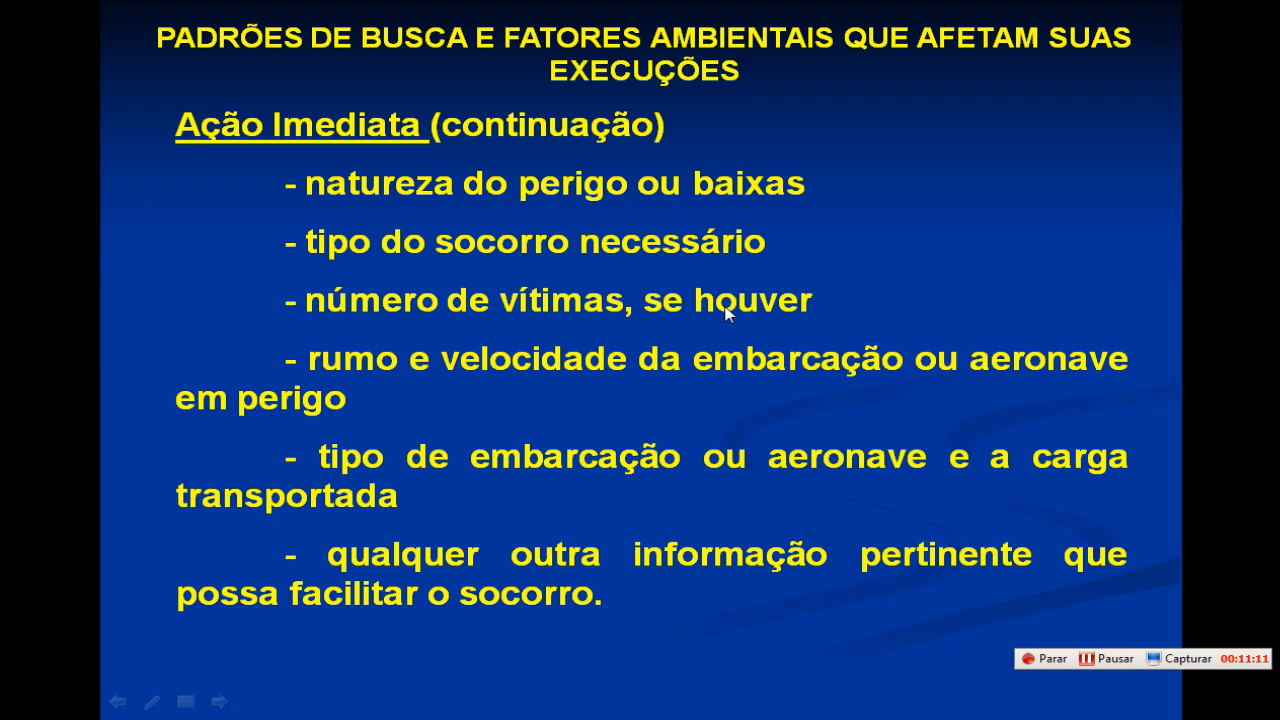 PADRÕES DE BUSCA E FATORES AMBIENTAIS QUE AFETAM SUAS
EXECUÇÕES
Ação Imediata (continuação)
- natureza do perigo ou baixas
- tipo do socorro necessário
- número de vítimas, se houver
- rumo e velocidade da embarcação ou aeronave
em perigo
- tipo de embarcação ou aeronave e a carga
transportada
- qualquer outra informação pertinente que
possa facilitar o socorro.
Parar Pausar Capturar 00:11:11